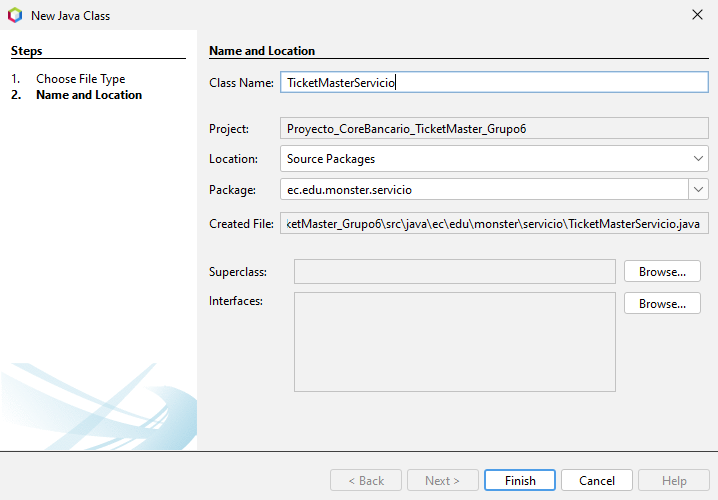 New Java Class
Steps
1. Choose File Type
2. Name and Location
Name and Location
Class Name: TicketMasterServicio
Project: Proyecto_CoreBancario_TicketMaster_Grupo6
Location: Source Packages
Package: ec.edu.monster.servicio
Created File: ketMaster_Grupo6\src\java\ec\edu\monster\servicio\TicketMasterServicio.java
Superclass: Browse...
Interfaces: Browse...
< Back Next > Finish Cancel Help